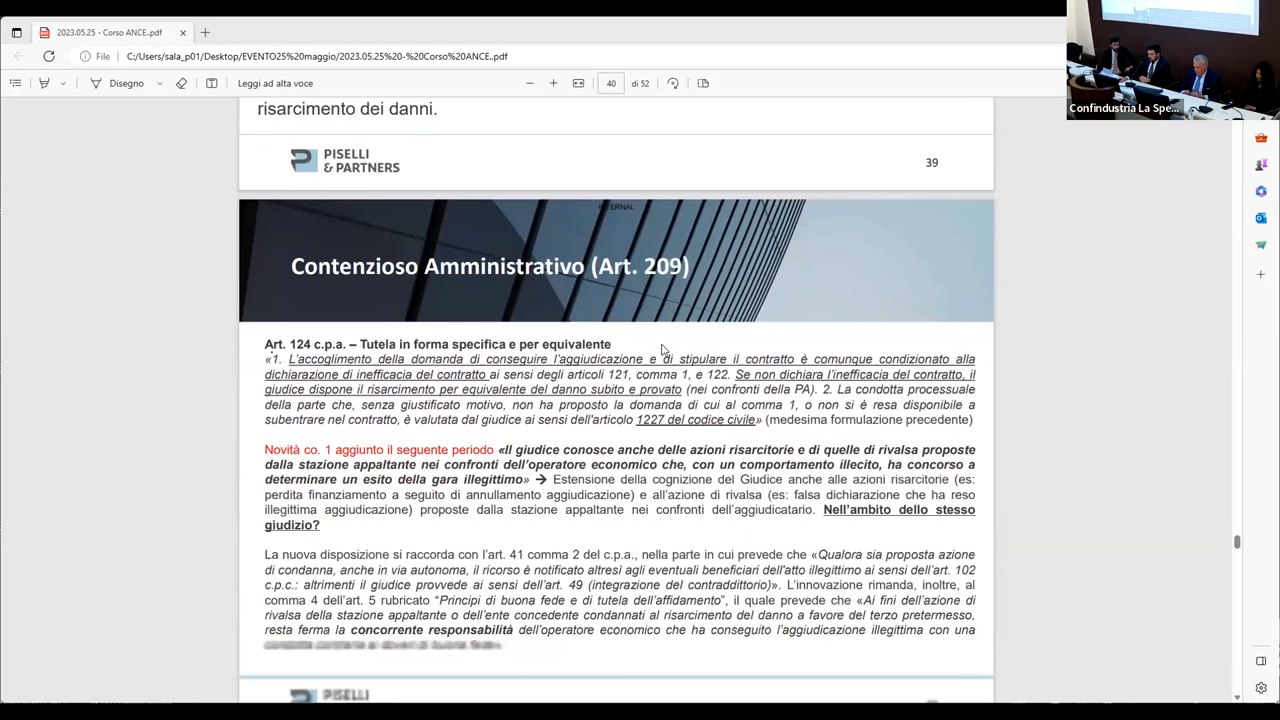 2023.05.25 - Corso ANCE..pdf
File
C:/Users/sala_p01/Desktop/EVENTO25%20maggio/2023.05.25%20-%20Corso%20ANCE..pdf
Disegno
Leggi ad alta voce
40 di 52
Confindustria La Spe...
risarcimento dei danni.
PISELLI
& PARTNERS
39
Contenzioso Amministrativo (Art. 209)
Art. 124 c.p.a. – Tutela in forma specifica e per equivalente
«1. L'accoglimento della domanda di conseguire l'aggiudicazione e di stipulare il contratto è comunque condizionato alla
dichiarazione di inefficacia del contratto ai sensi degli articoli 121, comma 1, e 122. Se non dichiara l'inefficacia del contratto, il
giudice dispone il risarcimento per equivalente del danno subito e provato (nei confronti della PA). 2. La condotta processuale
della parte che, senza giustificato motivo, non ha proposto la domanda di cui al comma 1, o non si è resa disponibile a
subentrare nel contratto, è valutata dal giudice ai sensi dell'articolo 1227 del codice civile» (medesima formulazione precedente)
Novità co. 1 aggiunto il seguente periodo «Il giudice conosce anche delle azioni risarcitorie e di quelle di rivalsa proposte
dalla stazione appaltante nei confronti dell'operatore economico che, con un comportamento illecito, ha concorso a
determinare un esito della gara illegittimo» → Estensione della cognizione del Giudice anche alle azioni risarcitorie (es:
perdita finanziamento a seguito di annullamento aggiudicazione) e all'azione di rivalsa (es: falsa dichiarazione che ha reso
illegittima aggiudicazione) proposte dalla stazione appaltante nei confronti dell'aggiudicatario. Nell'ambito dello stesso
giudizio?
La nuova disposizione si raccorda con l'art. 41 comma 2 del c.p.a., nella parte in cui prevede che «Qualora sia proposta azione
di condanna, anche in via autonoma, il ricorso è notificato altresì agli eventuali beneficiari dell'atto illegittimo ai sensi dell'art. 102
c.p.c.: altrimenti il giudice provvede ai sensi dell'art. 49 (integrazione del contraddittorio)». L'innovazione rimanda, inoltre, al
comma 4 dell'art. 5 rubricato “Principi di buona fede e di tutela dell'affidamento”, il quale prevede che «Ai fini dell'azione di
rivalsa della stazione appaltante o dell'ente concedente condannati al risarcimento del danno a favore del terzo pretermesso,
resta ferma la concorrente responsabilità dell'operatore economico che ha conseguito l'aggiudicazione illegittima con una
PISELLI